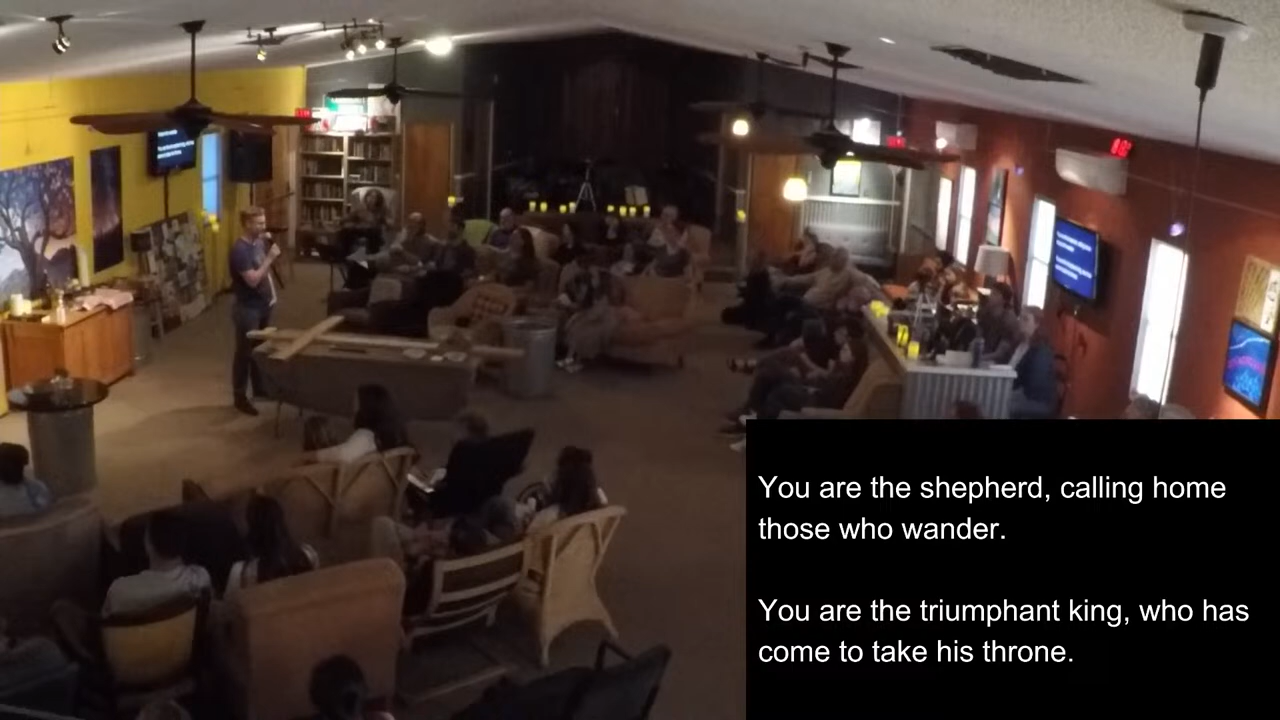 You are the shepherd, calling home
those who wander.
You are the triumphant king, who has
come to take his throne.